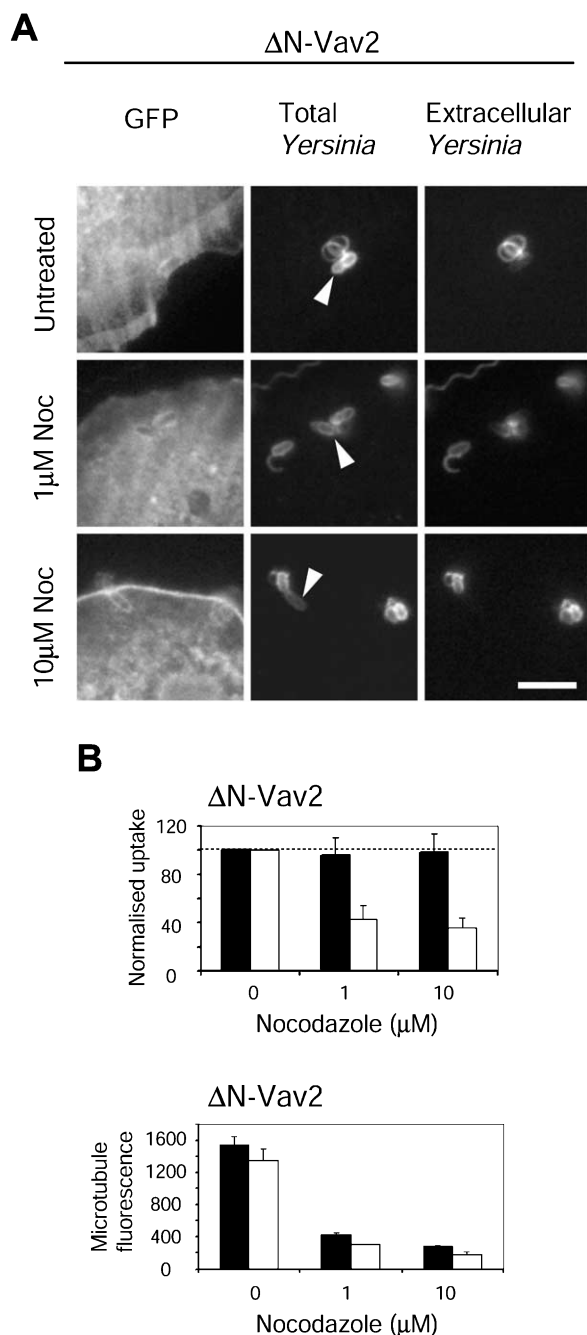 A
ΔN-Vav2
GFP
Total
Yersinia
Extracellular
Yersinia
Untreated
1μM Noc
10μM Noc
B
ΔN-Vav2
Normalised uptake
120
80
40
0
0 1 10
Nocodazole (μM)
ΔN-Vav2
Microtubule
fluorescence
1600
1200
800
400
0
0 1 10
Nocodazole (μM)